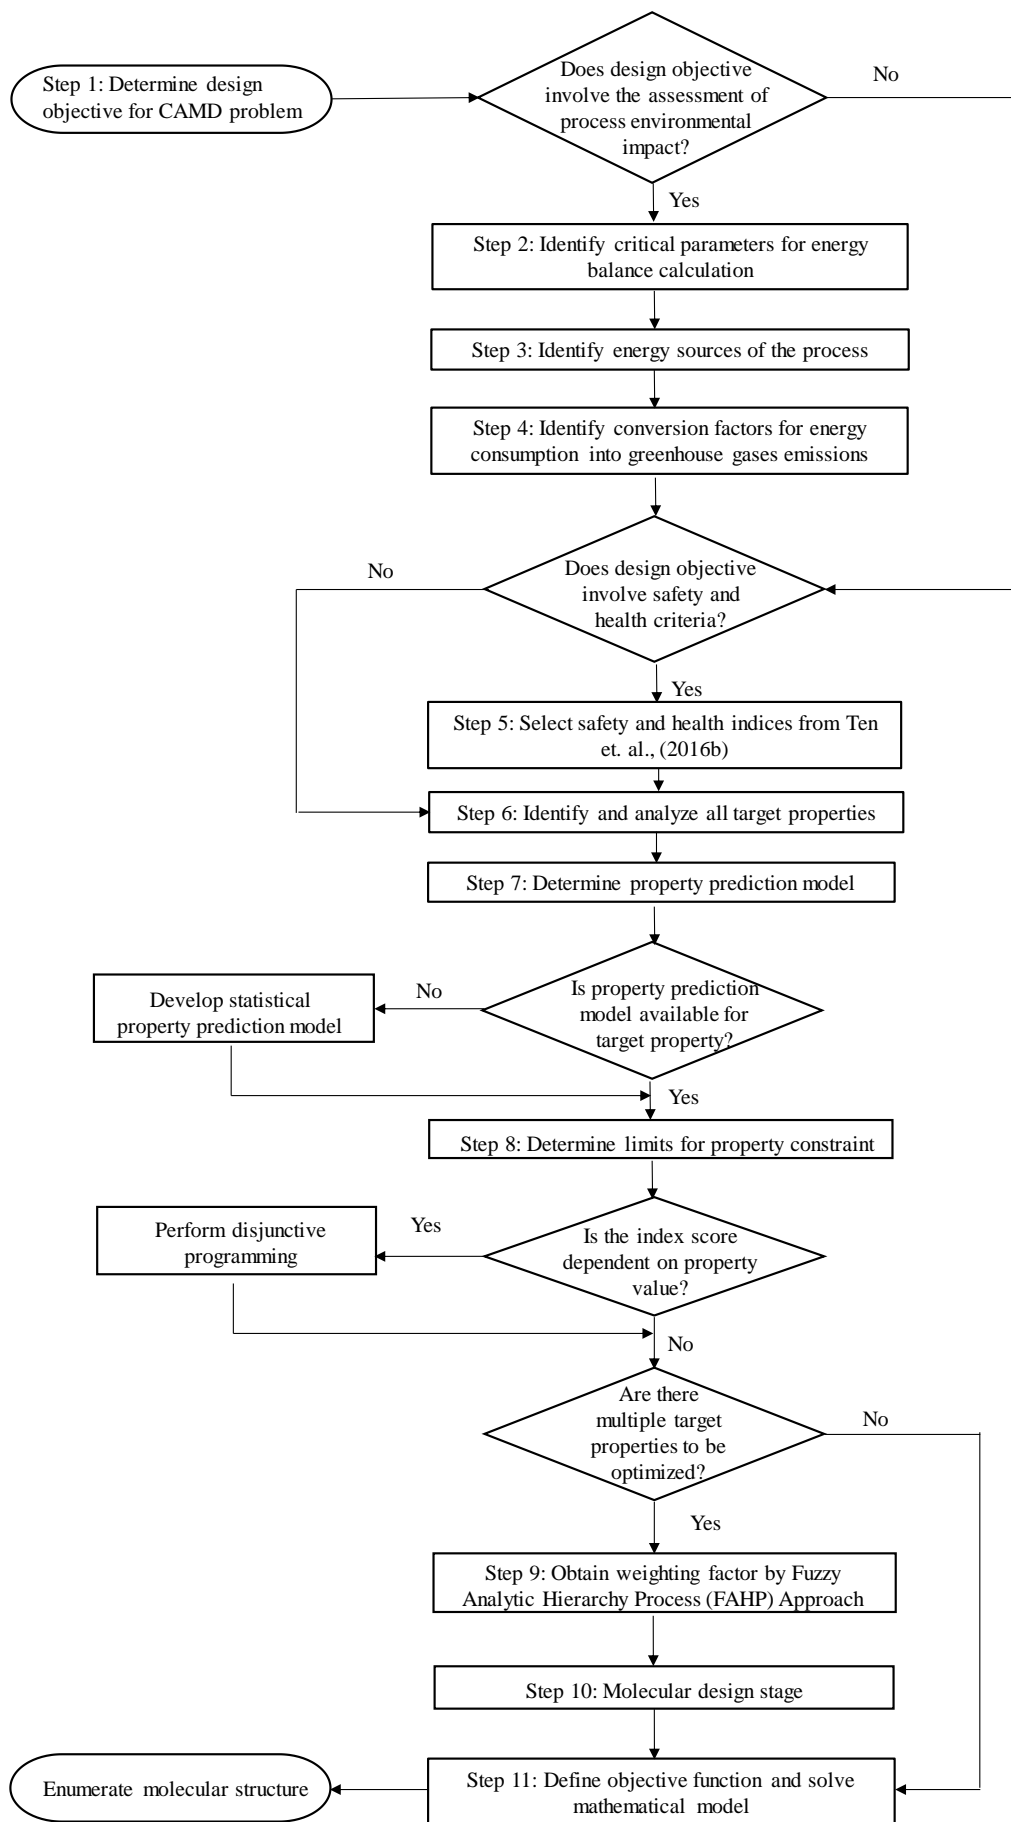 Step 1: Determine design
objective for CAMD problem
Does design objective
involve the assessment of
process environmental
impact?
No
Yes
Step 2: Identify critical parameters for energy
balance calculation
Step 3: Identify energy sources of the process
Step 4: Identify conversion factors for energy
consumption into greenhouse gases emissions
Does design objective
involve safety and
health criteria?
No
Yes
Step 5: Select safety and health indices from Ten
et. al., (2016b)
Step 6: Identify and analyze all target properties
Step 7: Determine property prediction model
Is property prediction
model available for
target property?
No
Develop statistical
property prediction model
Yes
Step 8: Determine limits for property constraint
Is the index score
dependent on property
value?
Yes
Perform disjunctive
programming
No
Are there
multiple target
properties to be
optimized?
No
Yes
Step 9: Obtain weighting factor by Fuzzy
Analytic Hierarchy Process (FAHP) Approach
Step 10: Molecular design stage
Step 11: Define objective function and solve
mathematical model
Enumerate molecular structure